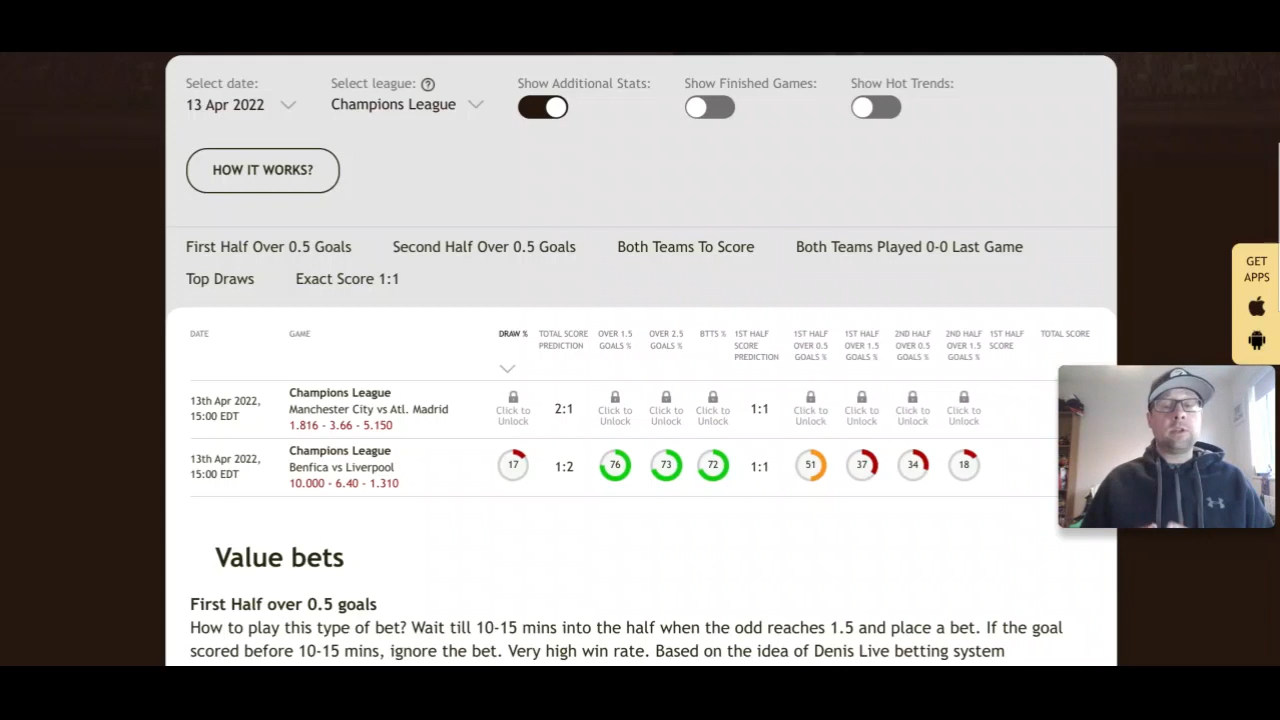 Select date:
Select league: ?
Show Additional Stats:
Show Finished Games:
Show Hot Trends:
13 Apr 2022
Champions League
HOW IT WORKS?
First Half Over 0.5 Goals
Second Half Over 0.5 Goals
Both Teams To Score
Both Teams Played 0-0 Last Game
Top Draws
Exact Score 1:1
GET
APPS
DATE
GAME
DRAW %
TOTAL SCORE
PREDICTION
OVER 1.5
GOALS %
OVER 2.5
GOALS %
BTTS %
1ST HALF
SCORE
PREDICTION
1ST HALF
OVER 0.5
GOALS %
1ST HALF
OVER 1.5
GOALS %
2ND HALF
OVER 0.5
GOALS %
2ND HALF
OVER 1.5
GOALS %
1ST HALF
SCORE
TOTAL SCORE
13th Apr 2022,
15:00 EDT
Champions League
Manchester City vs Atl. Madrid
1.816 - 3.66 - 5.150
Click to
Unlock
2:1
Click to
Unlock
Click to
Unlock
Click to
Unlock
1:1
Click to
Unlock
Click to
Unlock
Click to
Unlock
Click to
Unlock
13th Apr 2022,
15:00 EDT
Champions League
Benfica vs Liverpool
10.000 - 6.40 - 1.310
17
1:2
76
73
72
1:1
51
37
34
18
Value bets
First Half over 0.5 goals
How to play this type of bet? Wait till 10-15 mins into the half when the odd reaches 1.5 and place a bet. If the goal
scored before 10-15 mins, ignore the bet. Very high win rate. Based on the idea of Denis Live betting system